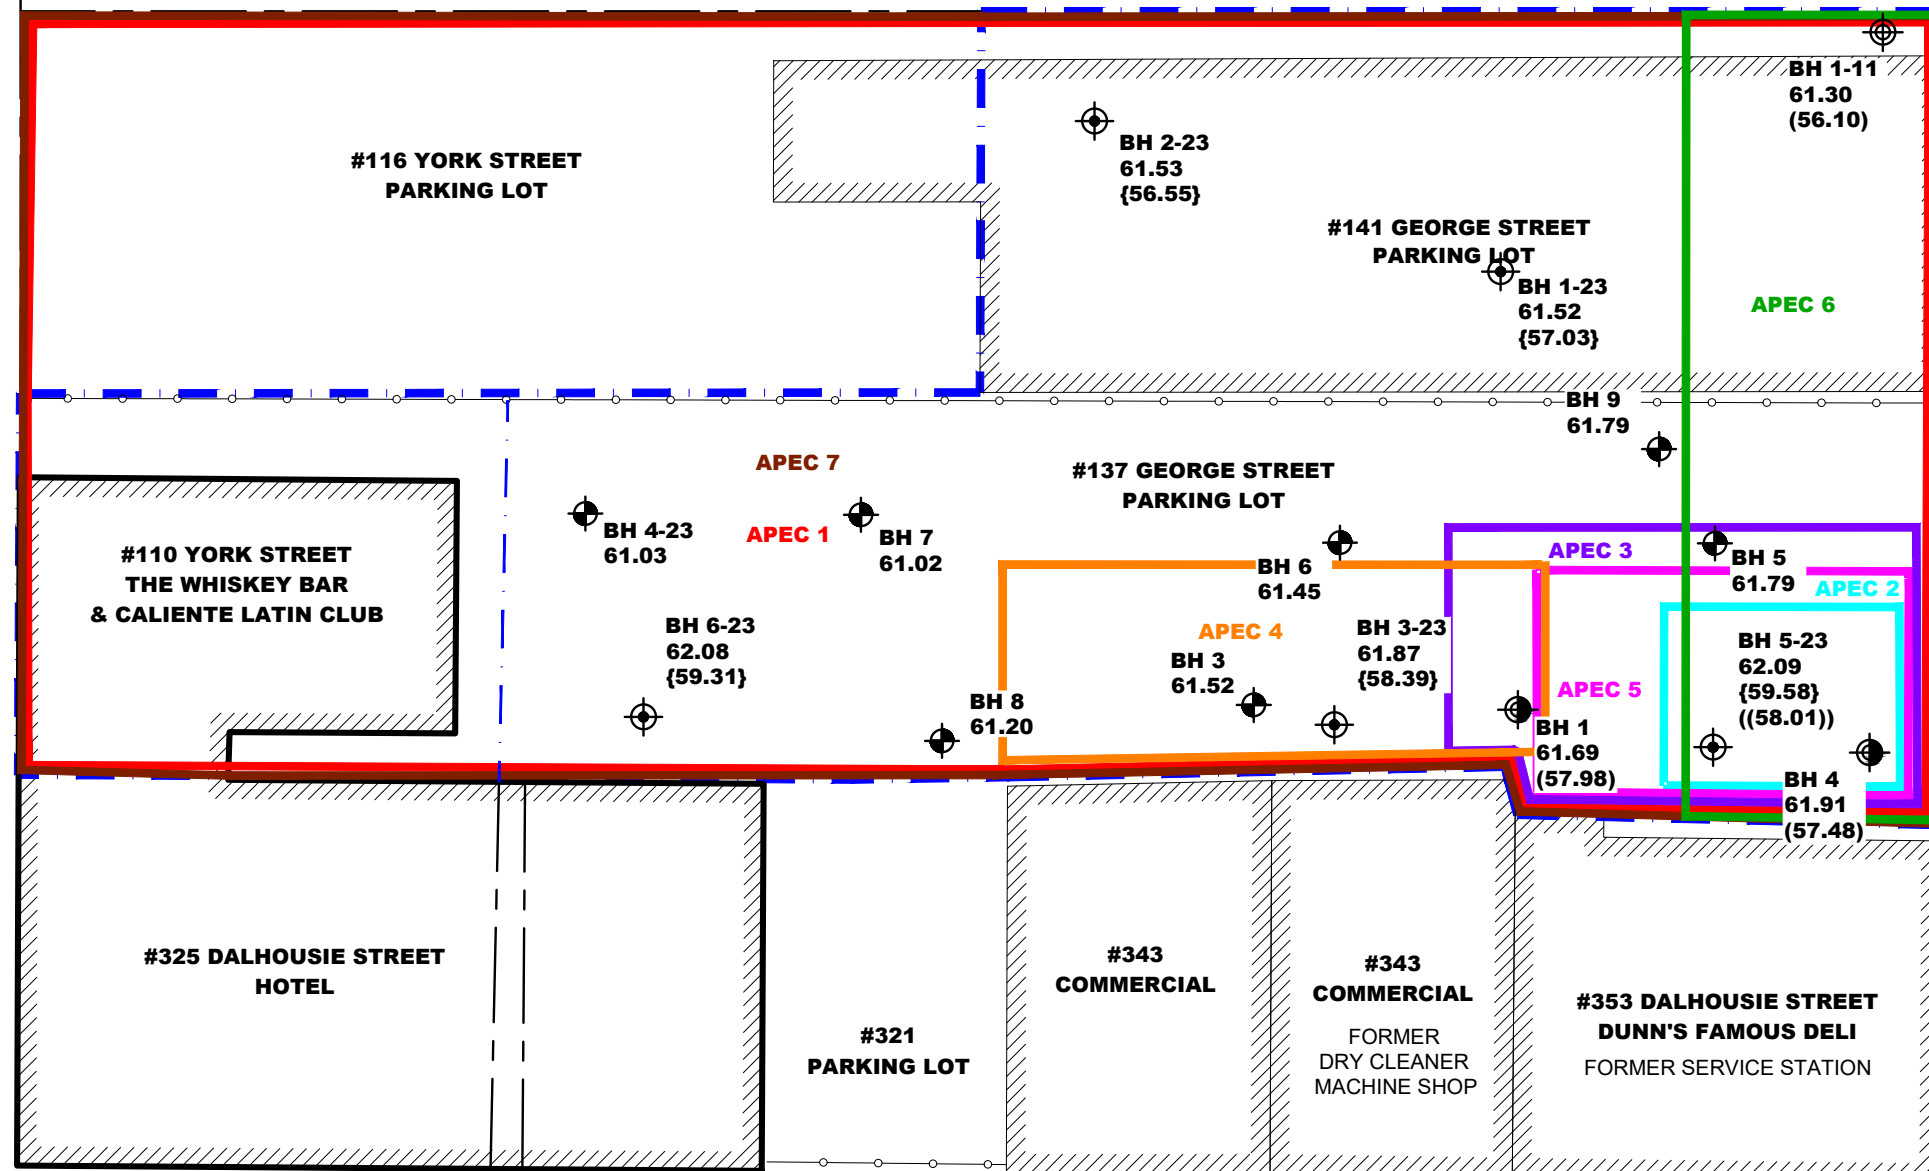 BH 1-11
61.30
(56.10)
#116 YORK STREET
PARKING LOT
BH 2-23
61.53
{56.55}
#141 GEORGE STREET
PARKING LOT
BH 1-23
61.52
{57.03}
APEC 6
BH 9
61.79
APEC 7
#137 GEORGE STREET
PARKING LOT
BH 4-23
61.03
APEC 1
BH 7
61.02
#110 YORK STREET
THE WHISKEY BAR
& CALIENTE LATIN CLUB
BH 6
61.45
APEC 3
BH 5
61.79
APEC 2
BH 6-23
62.08
{59.31}
APEC 4
BH 3
61.52
BH 3-23
61.87
{58.39}
APEC 5
BH 5-23
62.09
{59.58}
((58.01))
BH 8
61.20
BH 1
61.69
(57.98)
BH 4
61.91
(57.48)
#325 DALHOUSIE STREET
HOTEL
#321
PARKING LOT
#343
COMMERCIAL
#343
COMMERCIAL
FORMER
DRY CLEANER
MACHINE SHOP
#353 DALHOUSIE STREET
DUNN'S FAMOUS DELI
FORMER SERVICE STATION